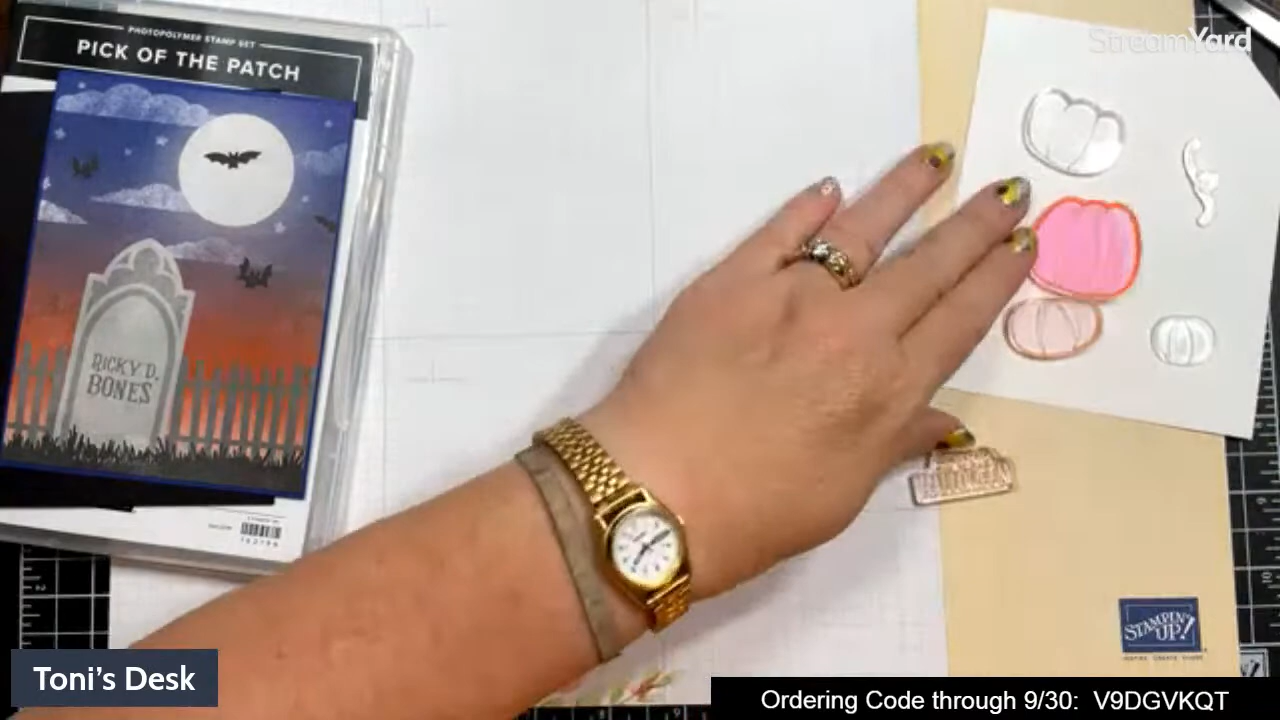 PHOTOPOLYMER STAMP SET
PICK OF THE PATCH
RICKY D.
BONES
StreamYard
STAMPIN'
UP!
Toni's Desk
Ordering Code through 9/30: V9DGVKQT